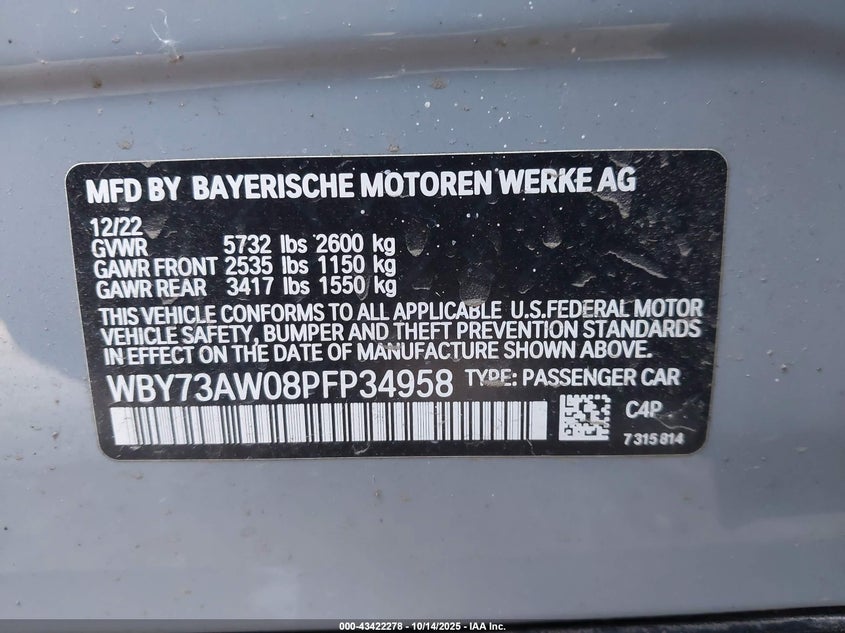 MFD BY BAYERISCHE MOTOREN WERKE AG
12/22
GVWR 5732 lbs 2600 kg
GAWR FRONT 2535 lbs 1150 kg
GAWR REAR 3417 lbs 1550 kg
THIS VEHICLE CONFORMS TO ALL APPLICABLE U.S.FEDERAL MOTOR
VEHICLE SAFETY, BUMPER AND THEFT PREVENTION STANDARDS
IN EFFECT ON THE DATE OF MANUFACTURE SHOWN ABOVE.
WBY73AW08PFP34958 TYPE: PASSENGER CAR
C4P
7315814
000-43422278 - 10/14/2025 - IAA Inc.